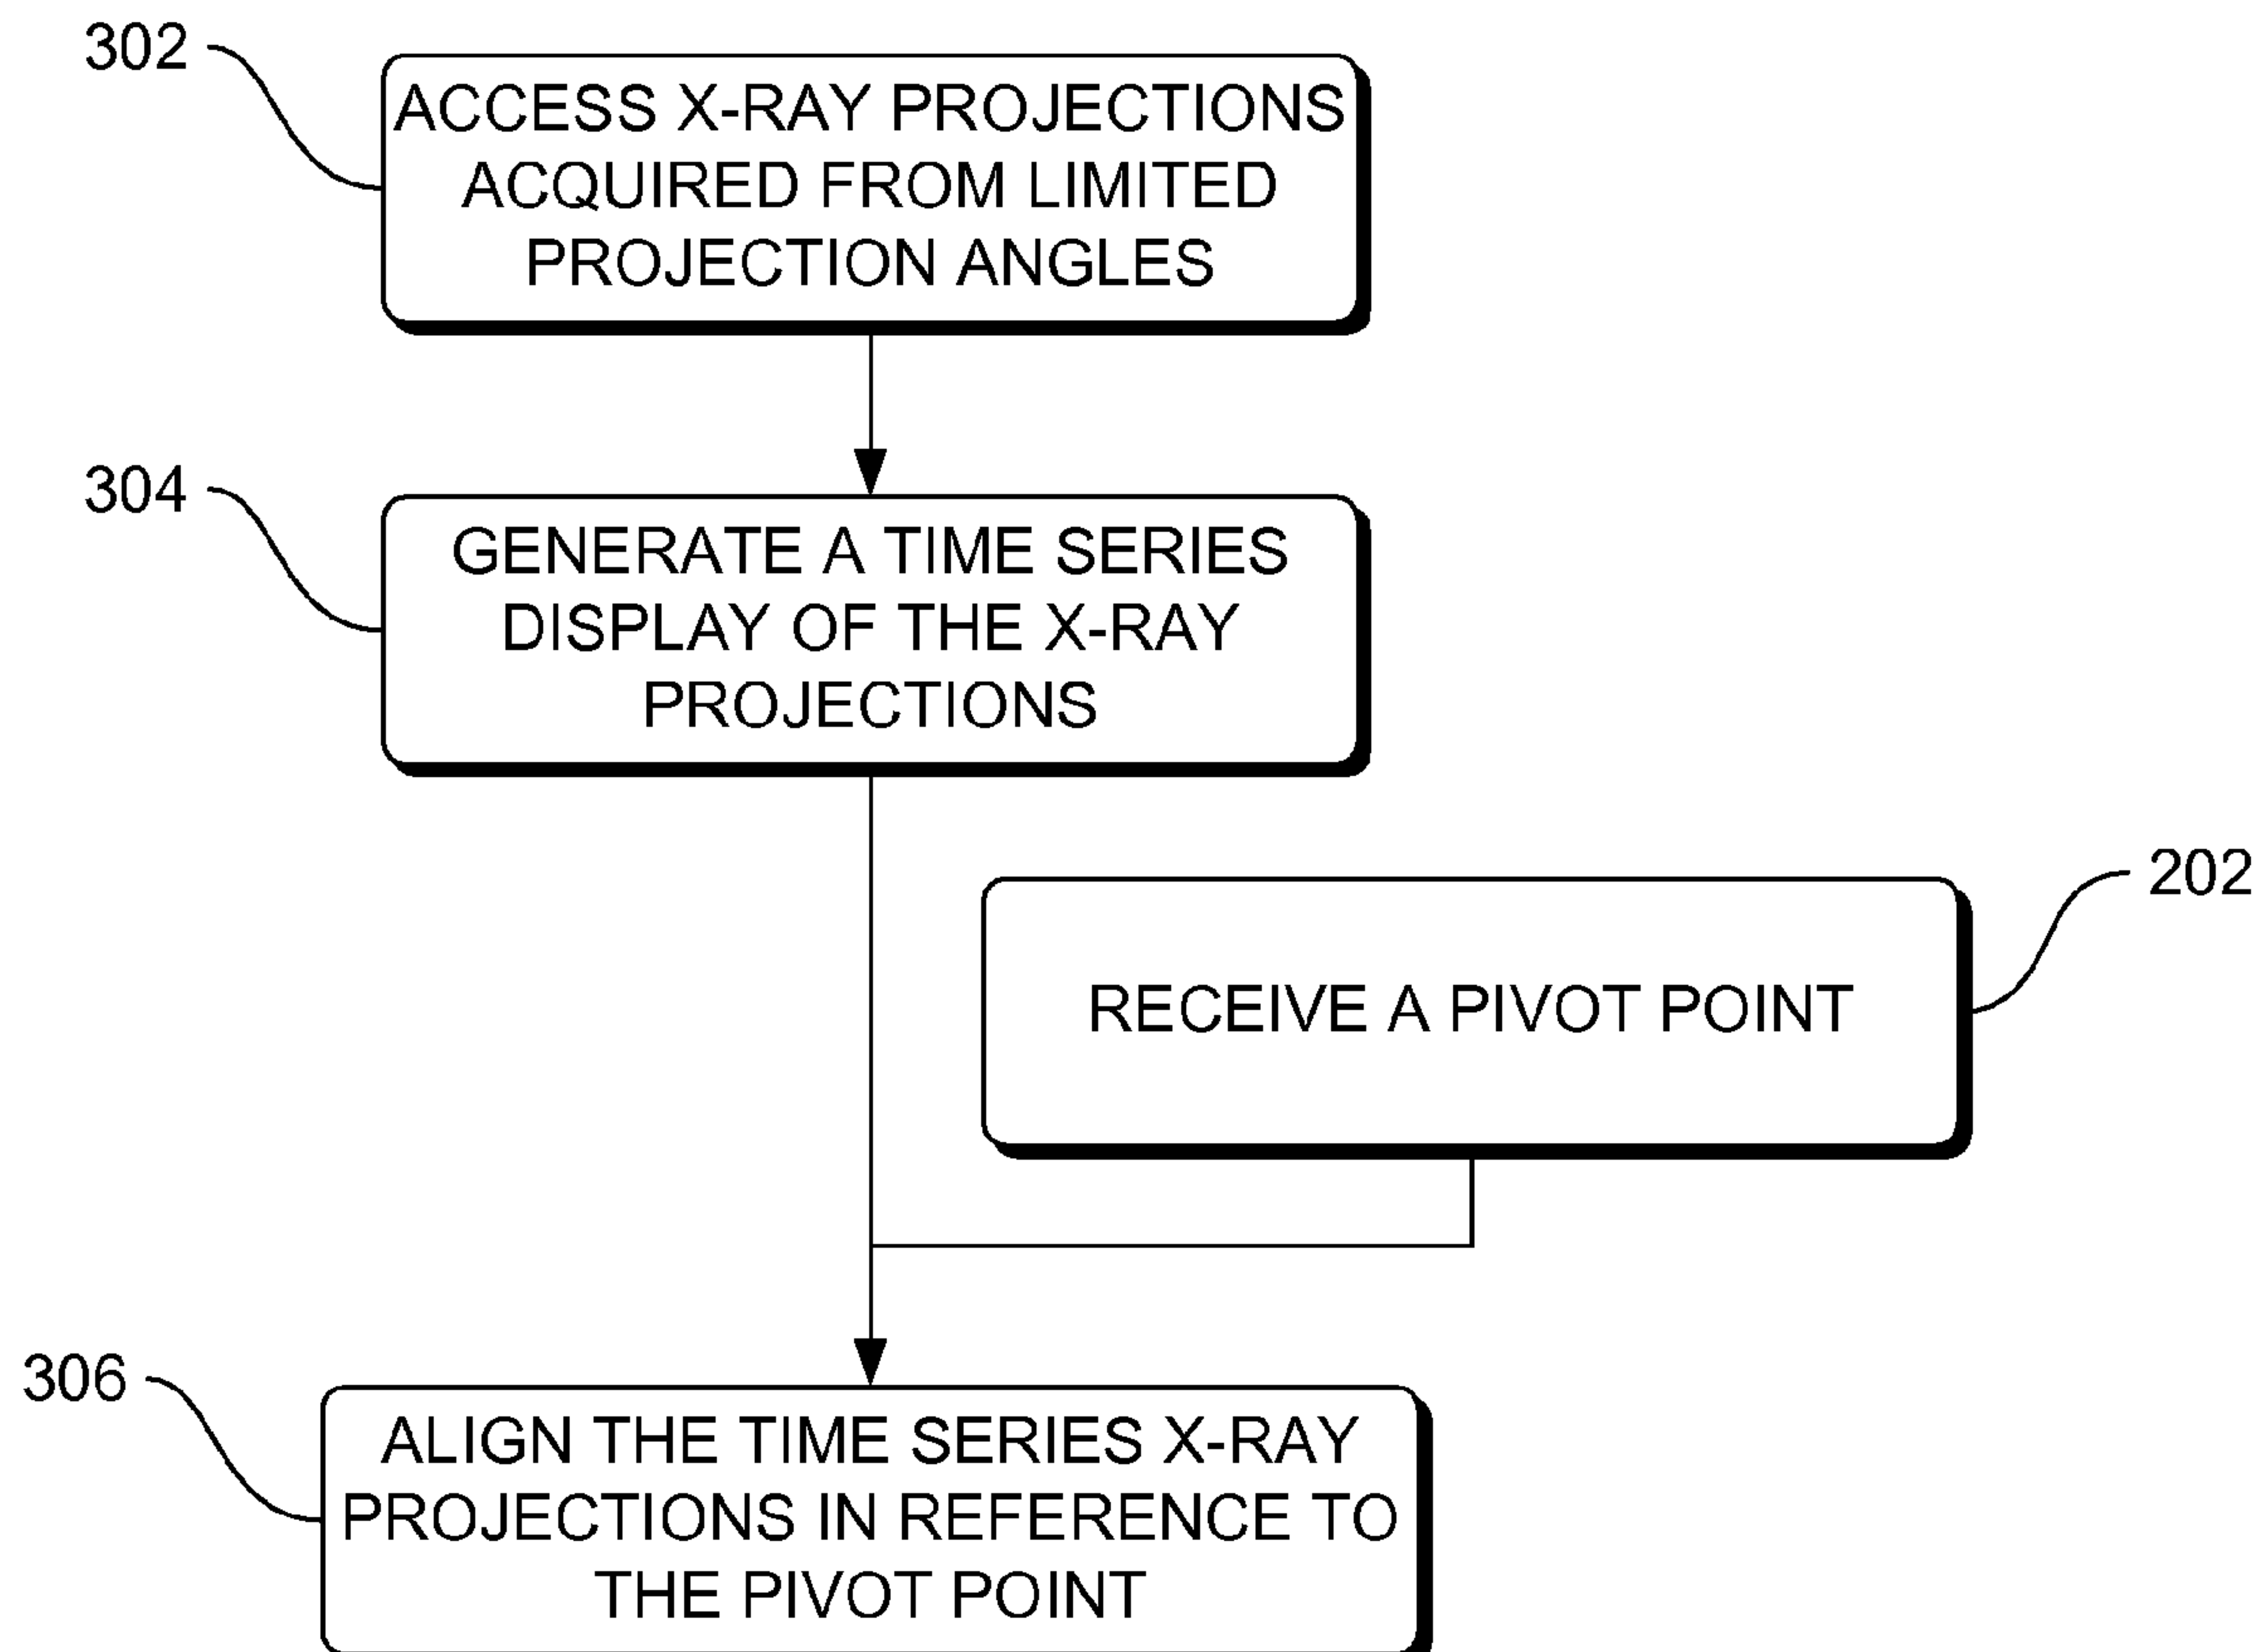 302
ACCESS X-RAY PROJECTIONS
ACQUIRED FROM LIMITED
PROJECTION ANGLES
304
GENERATE A TIME SERIES
DISPLAY OF THE X-RAY
PROJECTIONS
202
RECEIVE A PIVOT POINT
306
ALIGN THE TIME SERIES X-RAY
PROJECTIONS IN REFERENCE TO
THE PIVOT POINT